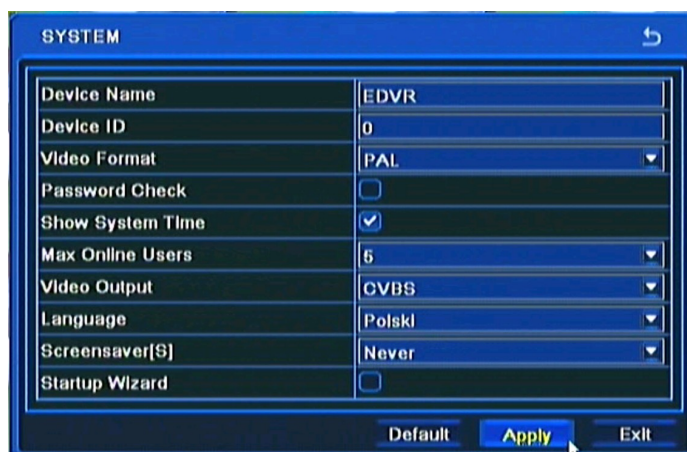 SYSTEM
Device Name EDVR
Device ID 0
Video Format PAL
Password Check
Show System Time
Max Online Users 5
Video Output CVBS
Language Polski
Screensaver[S] Never
Startup Wizard
Default Apply Exit